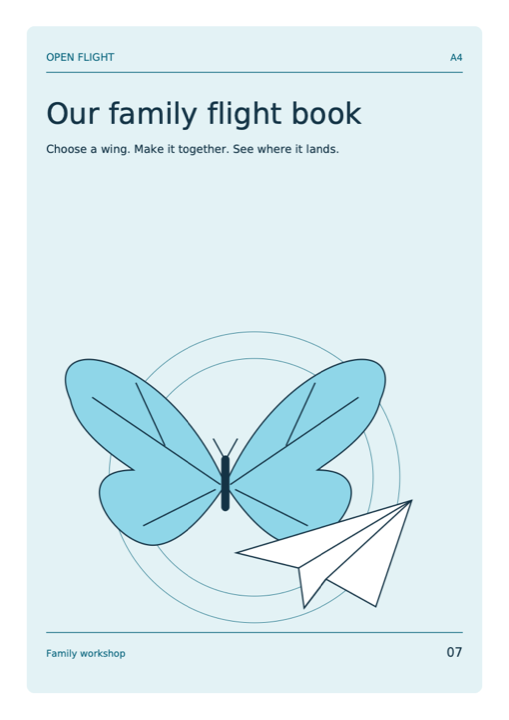 OPEN FLIGHT
A4
Our family flight book
Choose a wing. Make it together. See where it lands.
Family workshop
07